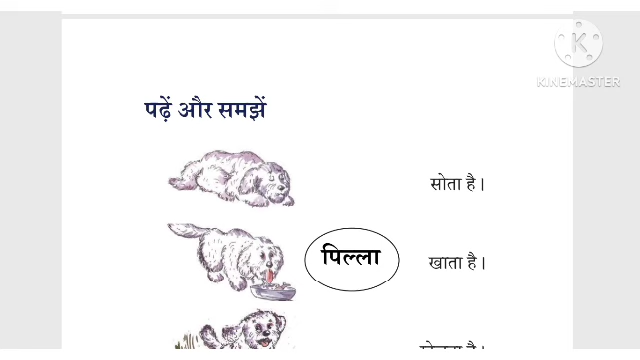 KINEMASTER
पढ़ें और समझें
सोता है।
पिल्ला
खाता है।